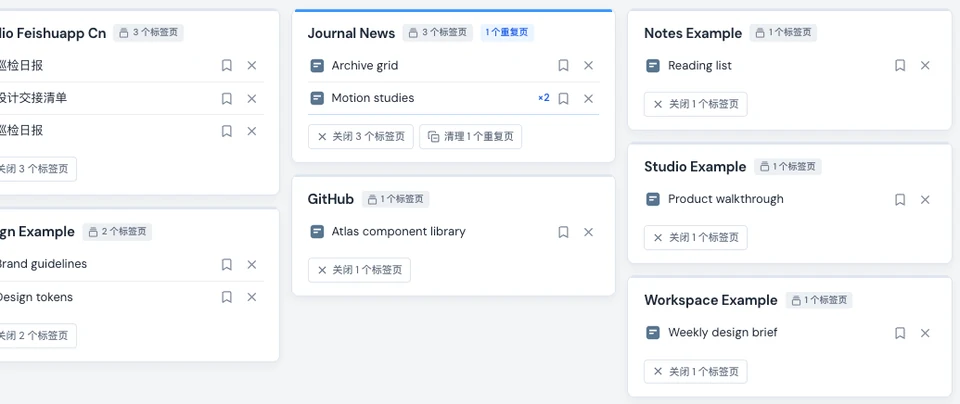 io Feishuapp Cn 3 个标签页
巡检日报
设计交接清单
巡检日报
关闭 3 个标签页
gn Example 2 个标签页
Brand guidelines
Design tokens
关闭 2 个标签页
Journal News 3 个标签页 1 个重复页
Archive grid
Motion studies ×2
关闭 3 个标签页 清理 1 个重复页
GitHub 1 个标签页
Atlas component library
关闭 1 个标签页
Notes Example 1 个标签页
Reading list
关闭 1 个标签页
Studio Example 1 个标签页
Product walkthrough
关闭 1 个标签页
Workspace Example 1 个标签页
Weekly design brief
关闭 1 个标签页